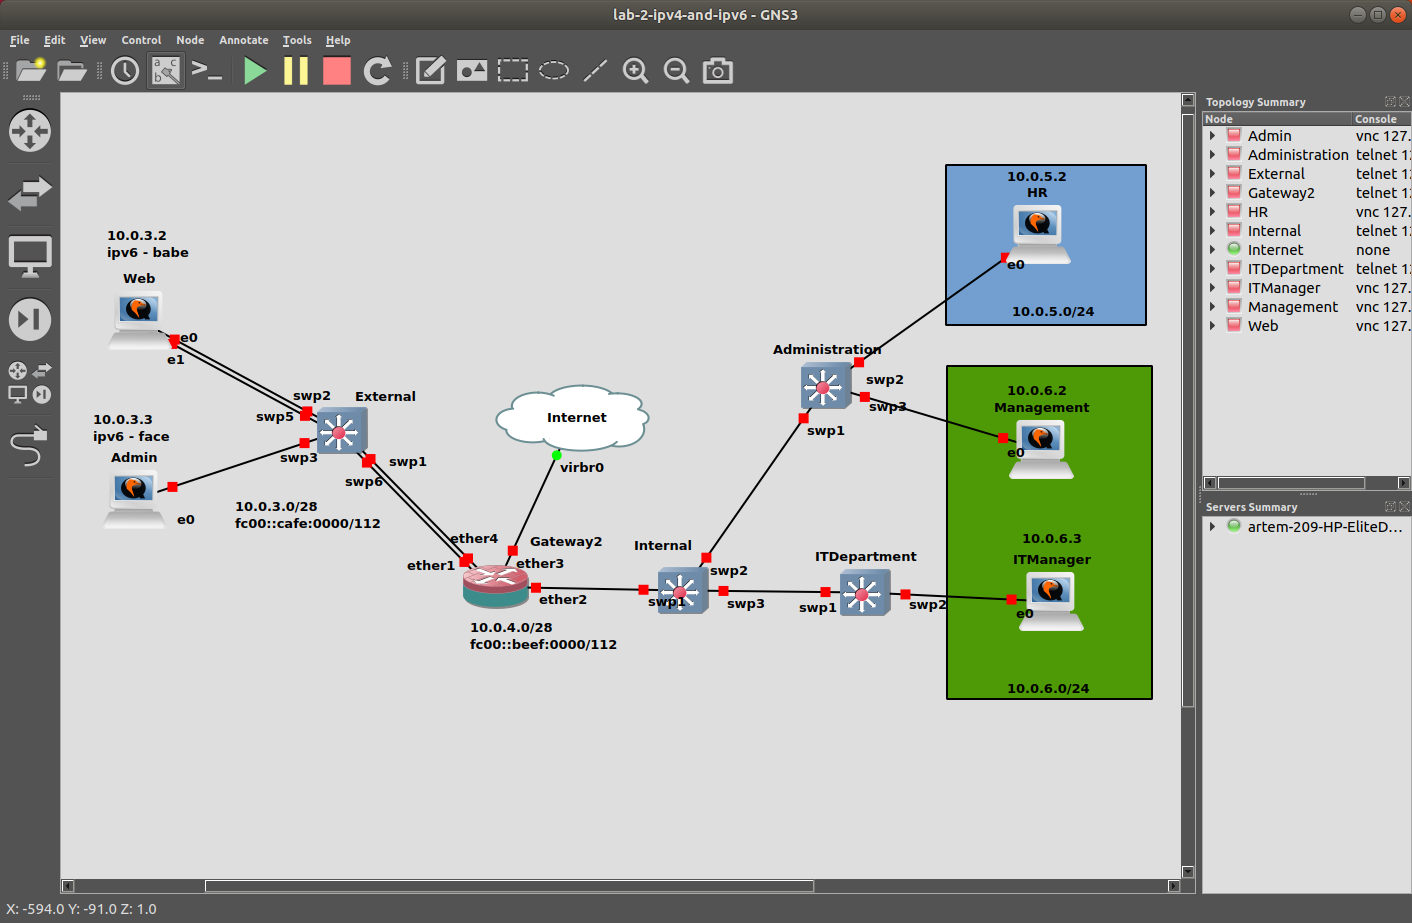 lab-2-ipv4-and-ipv6 - GNS3
File Edit View Control Node Annotate Tools Help
10.0.3.2
ipv6 - babe
Web
e0
e1
swp2
External
swp5
10.0.3.3
ipv6 - face
Admin
e0
swp3
swp1
swp6
10.0.3.0/28
fc00::cafe:0000/112
Internet
virbr0
ether4
ether1
Gateway2
ether3
ether2
10.0.4.0/28
fc00::beef:0000/112
Internal
swp1
swp2
swp3
Administration
swp2
swp3
swp1
ITDepartment
swp1
swp2
10.0.5.2
HR
e0
10.0.5.0/24
10.0.6.2
Management
e0
10.0.6.3
ITManager
e0
10.0.6.0/24
Topology Summary
Node Console
Admin vnc 127.
Administration telnet 12
External telnet 12
Gateway2 telnet 12
HR vnc 127.
Internal telnet 12
Internet none
ITDepartment telnet 12
ITManager vnc 127.
Management vnc 127.
Web vnc 127.
Servers Summary
artem-209-HP-EliteD...
X: -594.0 Y: -91.0 Z: 1.0